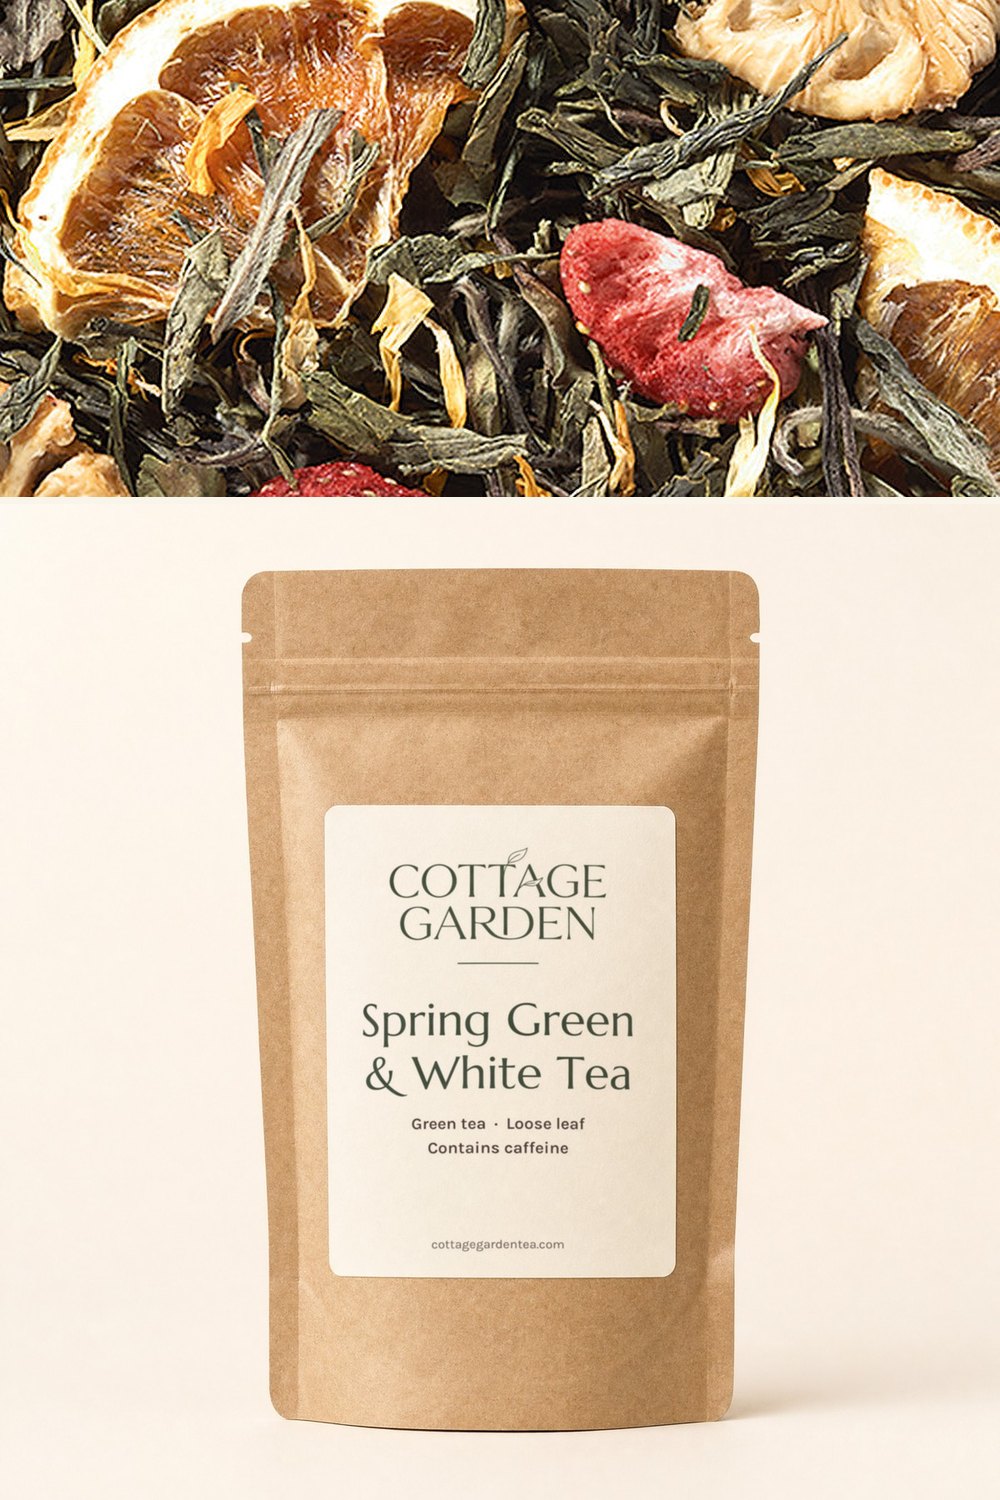 COTTAGE
GARDEN
Spring Green
& White Tea
Green tea · Loose leaf
Contains caffeine
cottagegardentea.com